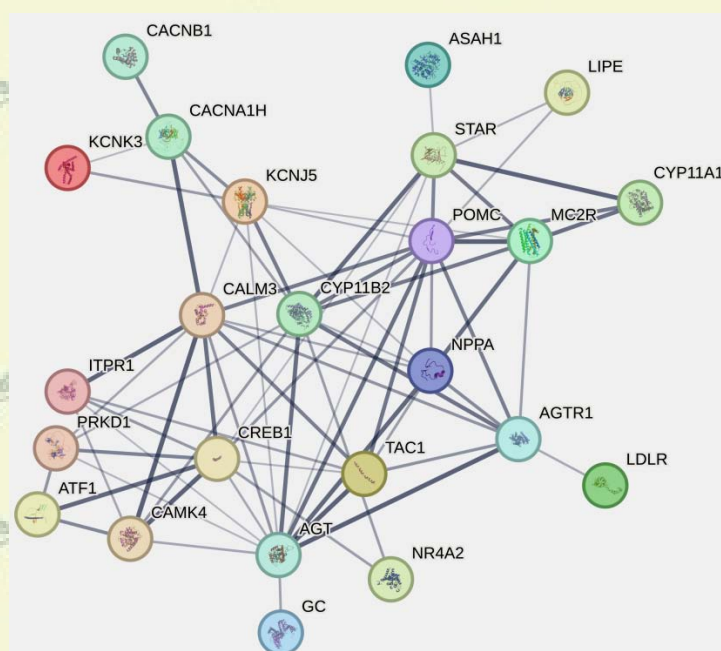 CACNB1
ASAH1
LIPE
CACNA1H
STAR
KCNK3
KCNJ5
CYP11A1
POMC
MC2R
CALM3
CYP11B2
NPPA
ITPR1
AGTR1
PRKD1
CREB1
TAC1
LDLR
ATF1
CAMK4
AGT
NR4A2
GC